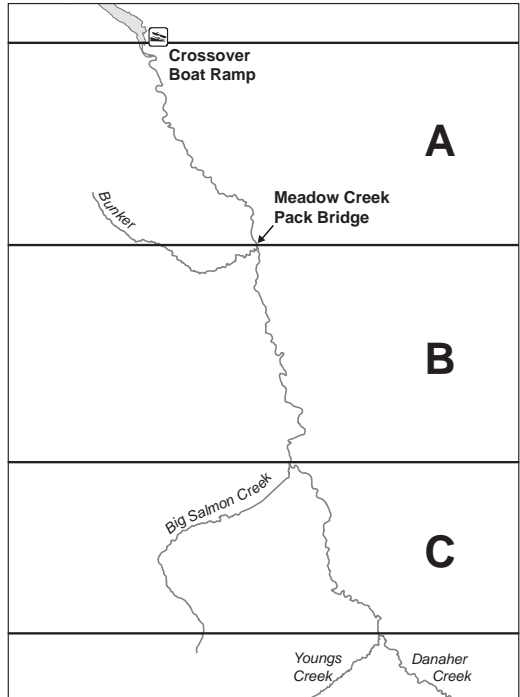 Crossover
Boat Ramp
A
Bunker
Meadow Creek
Pack Bridge
B
Big Salmon Creek
C
Youngs
Creek
Danaher
Creek